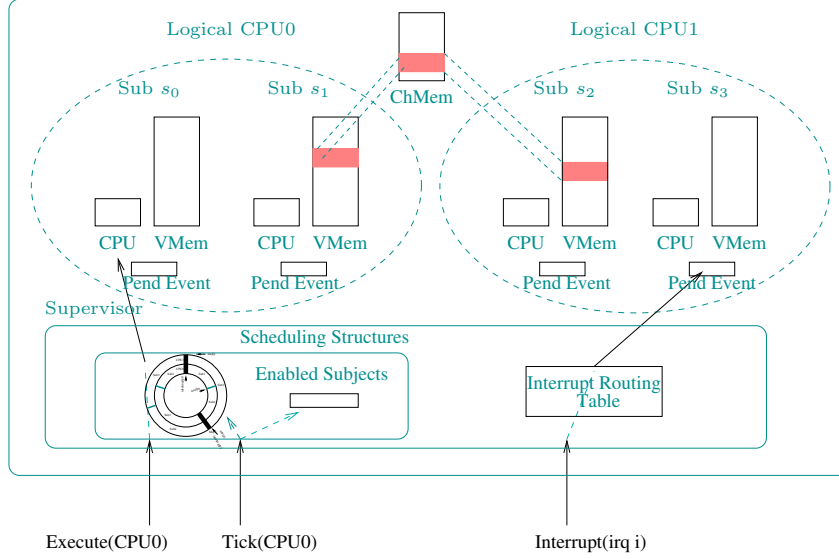 Logical CPU0
Logical CPU1
Sub s0
Sub s1
ChMem
Sub s2
Sub s3
CPU
VMem
CPU
VMem
CPU
VMem
CPU
VMem
Pend Event
Pend Event
Pend Event
Pend Event
Supervisor
Scheduling Structures
Enabled Subjects
Interrupt Routing
Table
Execute(CPU0)
Tick(CPU0)
Interrupt(irq i)